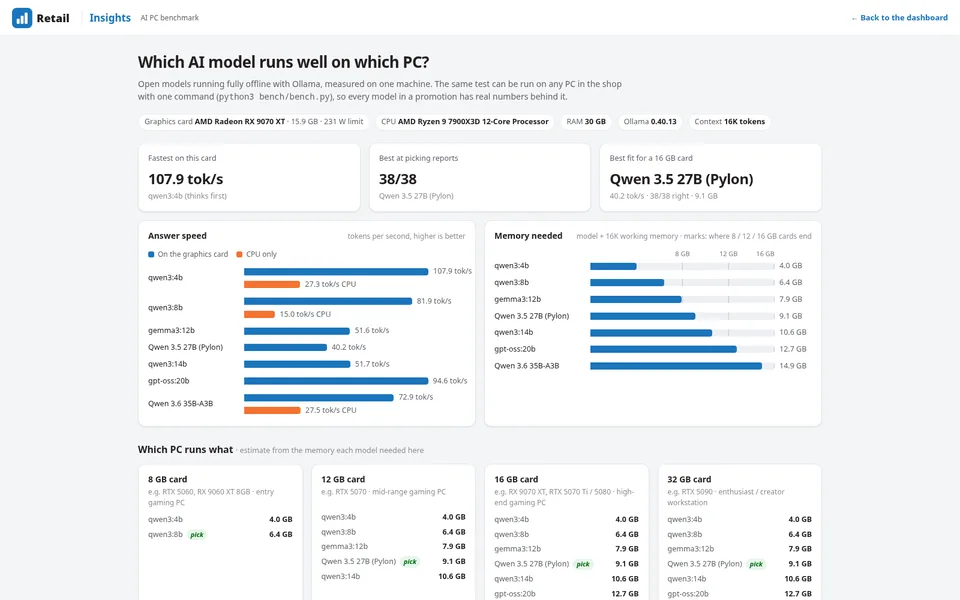 Retail Insights AI PC benchmark ← Back to the dashboard
Which AI model runs well on which PC?
Open models running fully offline with Ollama, measured on one machine. The same test can be run on any PC in the shop
with one command (python3 bench/bench.py), so every model in a promotion has real numbers behind it.
Graphics card AMD Radeon RX 9070 XT · 15.9 GB · 231 W limit CPU AMD Ryzen 9 7900X3D 12-Core Processor RAM 30 GB Ollama 0.40.13 Context 16K tokens
Fastest on this card
107.9 tok/s
qwen3:4b (thinks first)
Best at picking reports
38/38
Qwen 3.5 27B (Pylon)
Best fit for a 16 GB card
Qwen 3.5 27B (Pylon)
40.2 tok/s · 38/38 right · 9.1 GB
Answer speed tokens per second, higher is better
On the graphics card CPU only
qwen3:4b 107.9 tok/s
27.3 tok/s CPU
qwen3:8b 81.9 tok/s
15.0 tok/s CPU
gemma3:12b 51.6 tok/s
Qwen 3.5 27B (Pylon) 40.2 tok/s
qwen3:14b 51.7 tok/s
gpt-oss:20b 94.6 tok/s
Qwen 3.6 35B-A3B 72.9 tok/s
27.5 tok/s CPU
Memory needed model + 16K working memory · marks: where 8 / 12 / 16 GB cards end
8 GB 12 GB 16 GB
qwen3:4b 4.0 GB
qwen3:8b 6.4 GB
gemma3:12b 7.9 GB
Qwen 3.5 27B (Pylon) 9.1 GB
qwen3:14b 10.6 GB
gpt-oss:20b 12.7 GB
Qwen 3.6 35B-A3B 14.9 GB
Which PC runs what · estimate from the memory each model needed here
8 GB card
e.g. RTX 5060, RX 9060 XT 8GB · entry
gaming PC
qwen3:4b 4.0 GB
qwen3:8b pick 6.4 GB
12 GB card
e.g. RTX 5070 · mid-range gaming PC
qwen3:4b 4.0 GB
qwen3:8b 6.4 GB
gemma3:12b 7.9 GB
Qwen 3.5 27B (Pylon) pick 9.1 GB
qwen3:14b 10.6 GB
16 GB card
e.g. RX 9070 XT, RTX 5070 Ti / 5080 · high-
end gaming PC
qwen3:4b 4.0 GB
qwen3:8b 6.4 GB
gemma3:12b 7.9 GB
Qwen 3.5 27B (Pylon) pick 9.1 GB
qwen3:14b 10.6 GB
gpt-oss:20b 12.7 GB
32 GB card
e.g. RTX 5090 · enthusiast / creator
workstation
qwen3:4b 4.0 GB
qwen3:8b 6.4 GB
gemma3:12b 7.9 GB
Qwen 3.5 27B (Pylon) pick 9.1 GB
qwen3:14b 10.6 GB
gpt-oss:20b 12.7 GB